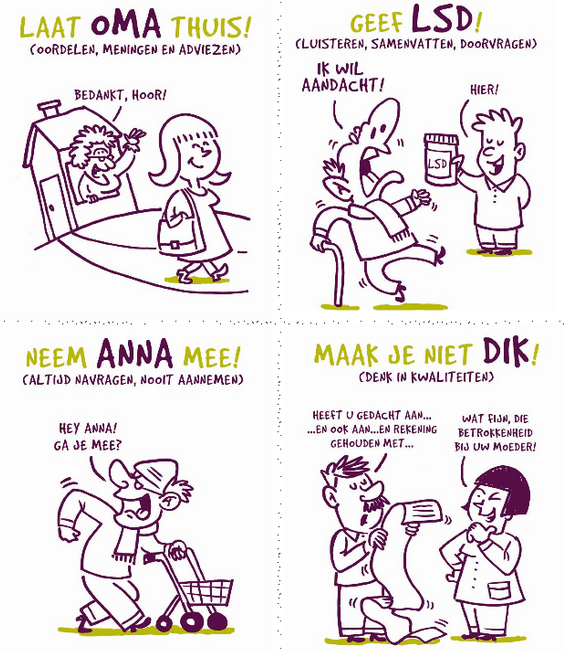 LAAT OMA THUIS!
(OORDELEN, MENINGEN EN ADVIEZEN)
BEDANKT, HOOR!
GEEF LSD!
(LUISTEREN, SAMENVATTEN, DOORVRAGEN)
IK WIL
AANDACHT!
HIER!
LSD
NEEM ANNA MEE!
(ALTIJD NAVRAGEN, NOOIT AANNEMEN)
HEY ANNA!
GA JE MEE?
MAAK JE NIET DIK!
(DENK IN KWALITEITEN)
HEEFT U GEDACHT AAN...
...EN OOK AAN...EN REKENING
GEHOUDEN MET...
WAT FIJN, DIE
BETROKKENHEID
BIJ UW MOEDER!